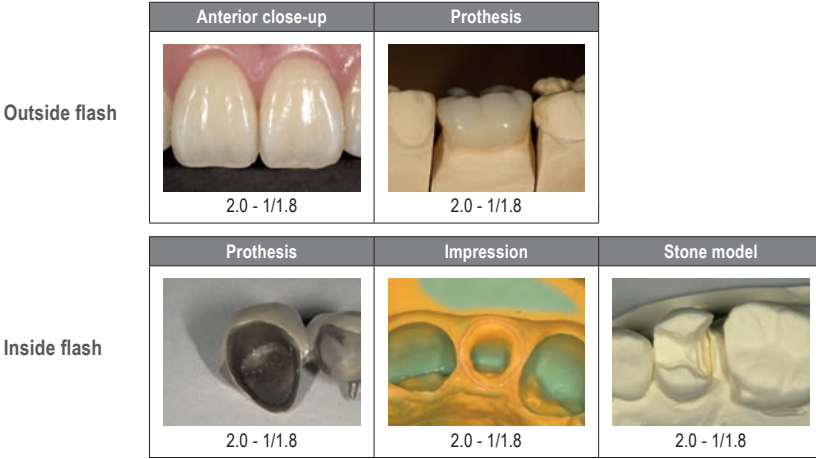 Anterior close-up Prothesis
Outside flash
2.0 - 1/1.8 2.0 - 1/1.8
Prothesis Impression Stone model
Inside flash
2.0 - 1/1.8 2.0 - 1/1.8 2.0 - 1/1.8